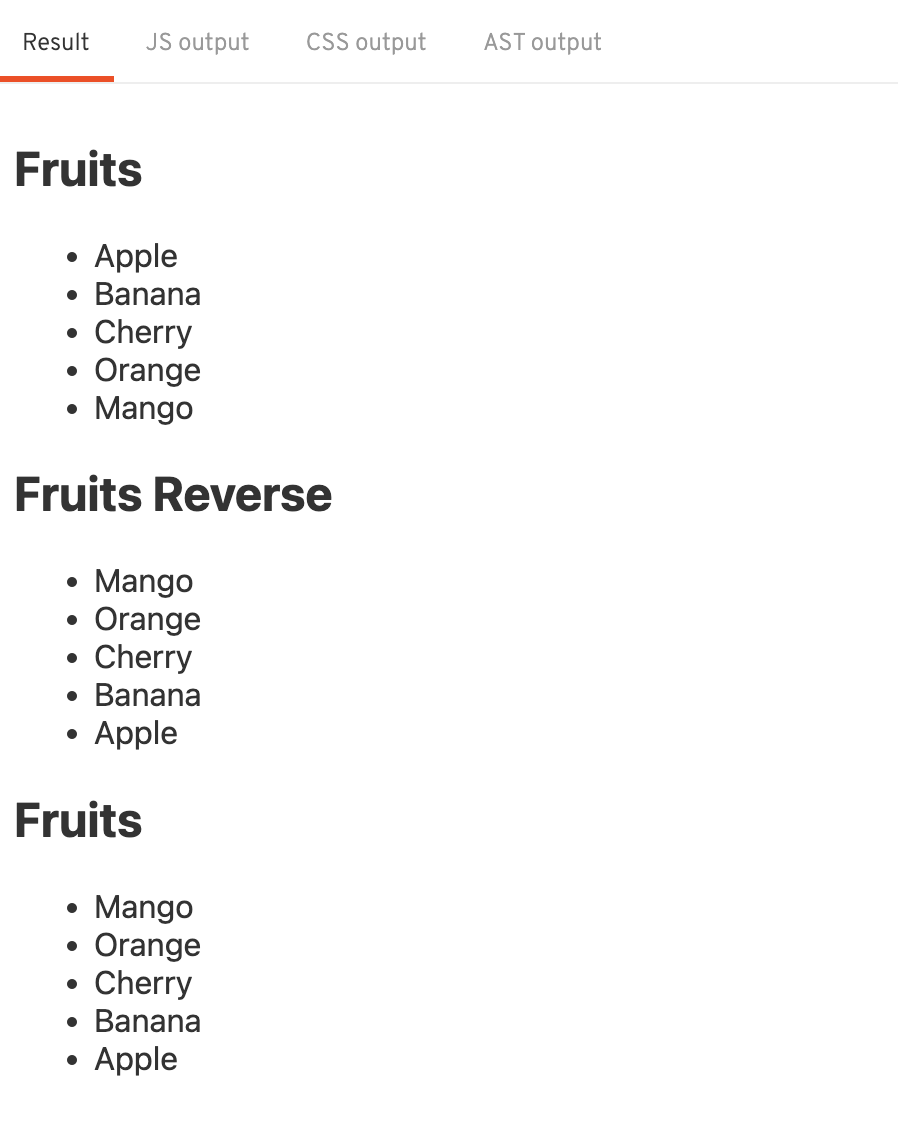 Result JS output CSS output AST output
Fruits
Apple
Banana
Cherry
Orange
Mango
Fruits Reverse
Mango
Orange
Cherry
Banana
Apple
Fruits
Mango
Orange
Cherry
Banana
Apple